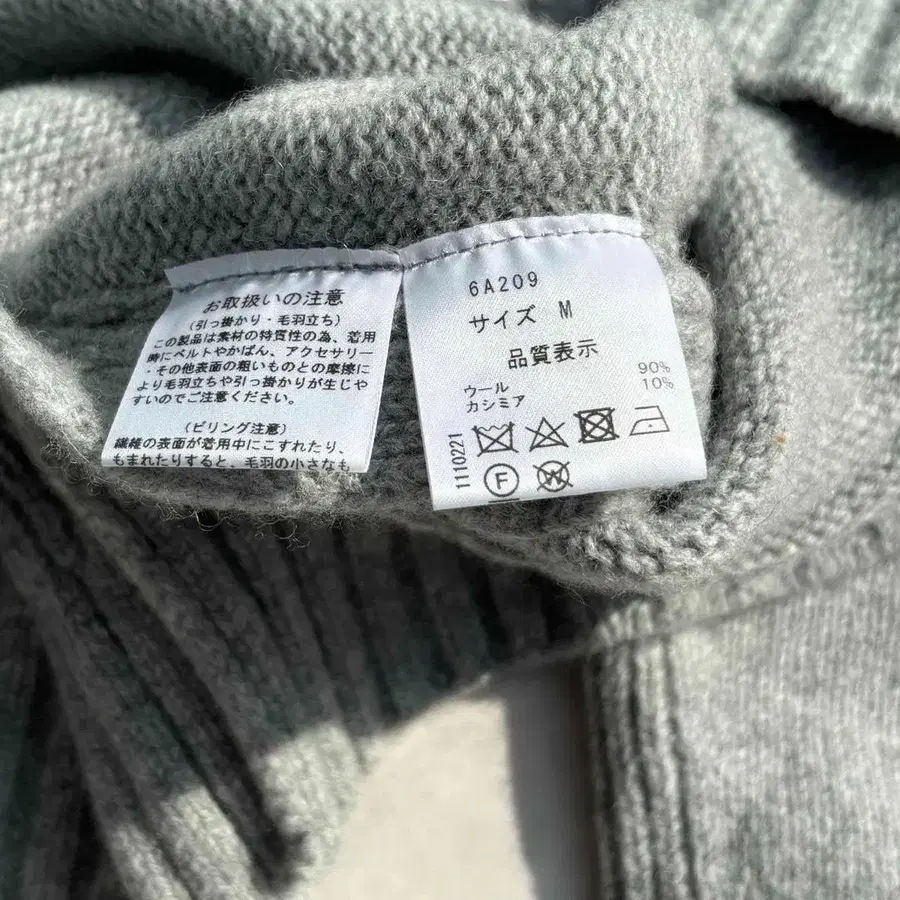 お取扱いの注意
(引っ掛かり・毛羽立ち)
この製品は素材の特質性の為、着用
時にベルトやかばん、アクセサリー
・その他表面の粗いものとの摩擦に
より毛羽立ちや引っ掛かりが生じや
すいのでご注意ください。
(ピリング注意)
繊維の表面が着用中にこすれたり、
もまれたりすると、毛羽の小さなも
6A209
サイズ M
品質表示
ウール 90%
カシミア 10%
110221
F
W